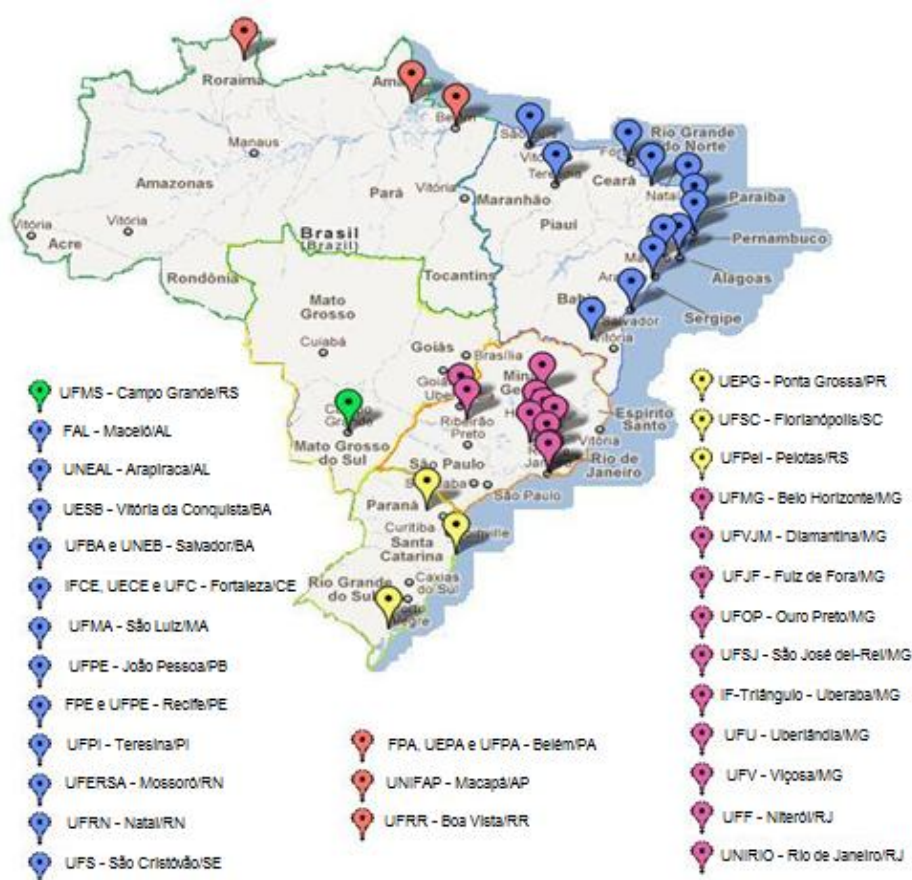 Roraima
Manaus
Amazonas
Pará
Vitória
Maranhão
Ceará
Rio Grande
do Norte
Paraíba
Piauí
Pernambuco
Alagoas
Sergipe
Vitória
Vitória
Acre
Brasil
(Brazil)
Rondônia
Tocantins
Mato
Grosso
Cuiabá
Goiás
Brasília
Vitória
Espírito
Santo
Vitória
Rio de
Janeiro
Ribeirão
Preto
Mato Grosso
do Sul
São Paulo
São Paulo
Paraná
Curitiba
Santa
Catarina
Rio Grande
do Sul
Caxias
do Sul
UFMS - Campo Grande/RS
FAL - Maceió/AL
UNEAL - Arapiraca/AL
UESB - Vitória da Conquista/BA
UFBA e UNEB - Salvador/BA
IFCE, UECE e UFC - Fortaleza/CE
UFMA - São Luiz/MA
UFPE - João Pessoa/PB
FPE e UFPE - Recife/PE
UFPI - Teresina/PI
UFERSA - Mossoró/RN
UFRN - Natal/RN
UFS - São Cristóvão/SE
FPA, UEPA e UFPA - Belém/PA
UNIFAP - Macapá/AP
UFRR - Boa Vista/RR
UEPG - Ponta Grossa/PR
UFSC - Florianópolis/SC
UFPel - Pelotas/RS
UFMG - Belo Horizonte/MG
UFVJM - Diamantina/MG
UFJF - Fuiz de Fora/MG
UFOP - Ouro Preto/MG
UFSJ - São José del-Rei/MG
IF-Triângulo - Uberaba/MG
UFU - Uberlândia/MG
UFV - Viçosa/MG
UFF - Niterói/RJ
UNIRIO - Rio de Janeiro/RJ